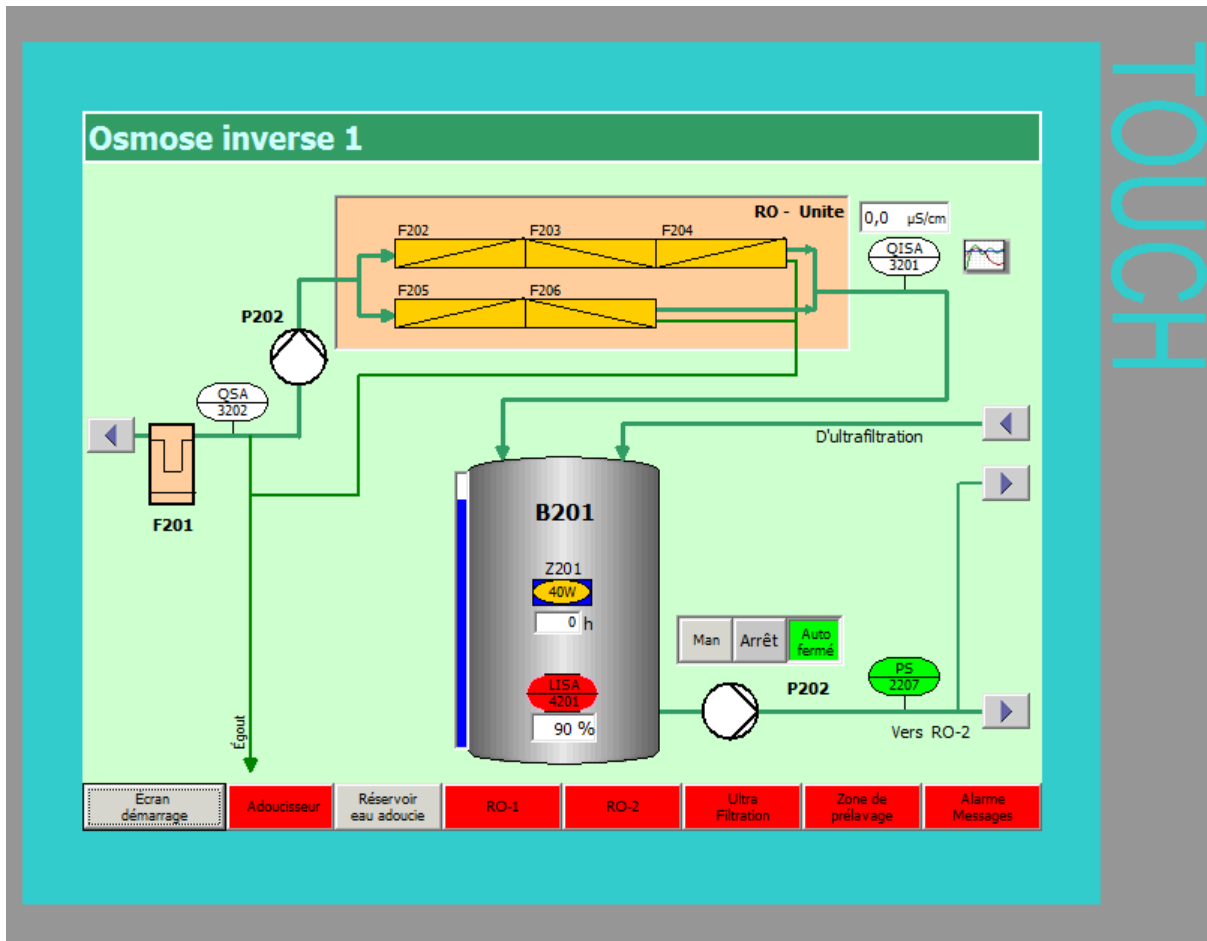 TOUCH
Osmose inverse 1
RO - Unite
0,0 µS/cm
F202 F203 F204
QISA
3201
F205 F206
P202
QSA
3202
D'ultrafiltration
F201
B201
Z201
40W
0 h
Man Arrêt Auto
fermé
LISA
4201
PS
2207
P202
90 %
Vers RO-2
Égout
Écran
démarrage
Adoucisseur
Réservoir
eau adoucie
RO-1
RO-2
Ultra
Filtration
Zone de
prélavage
Alarme
Messages